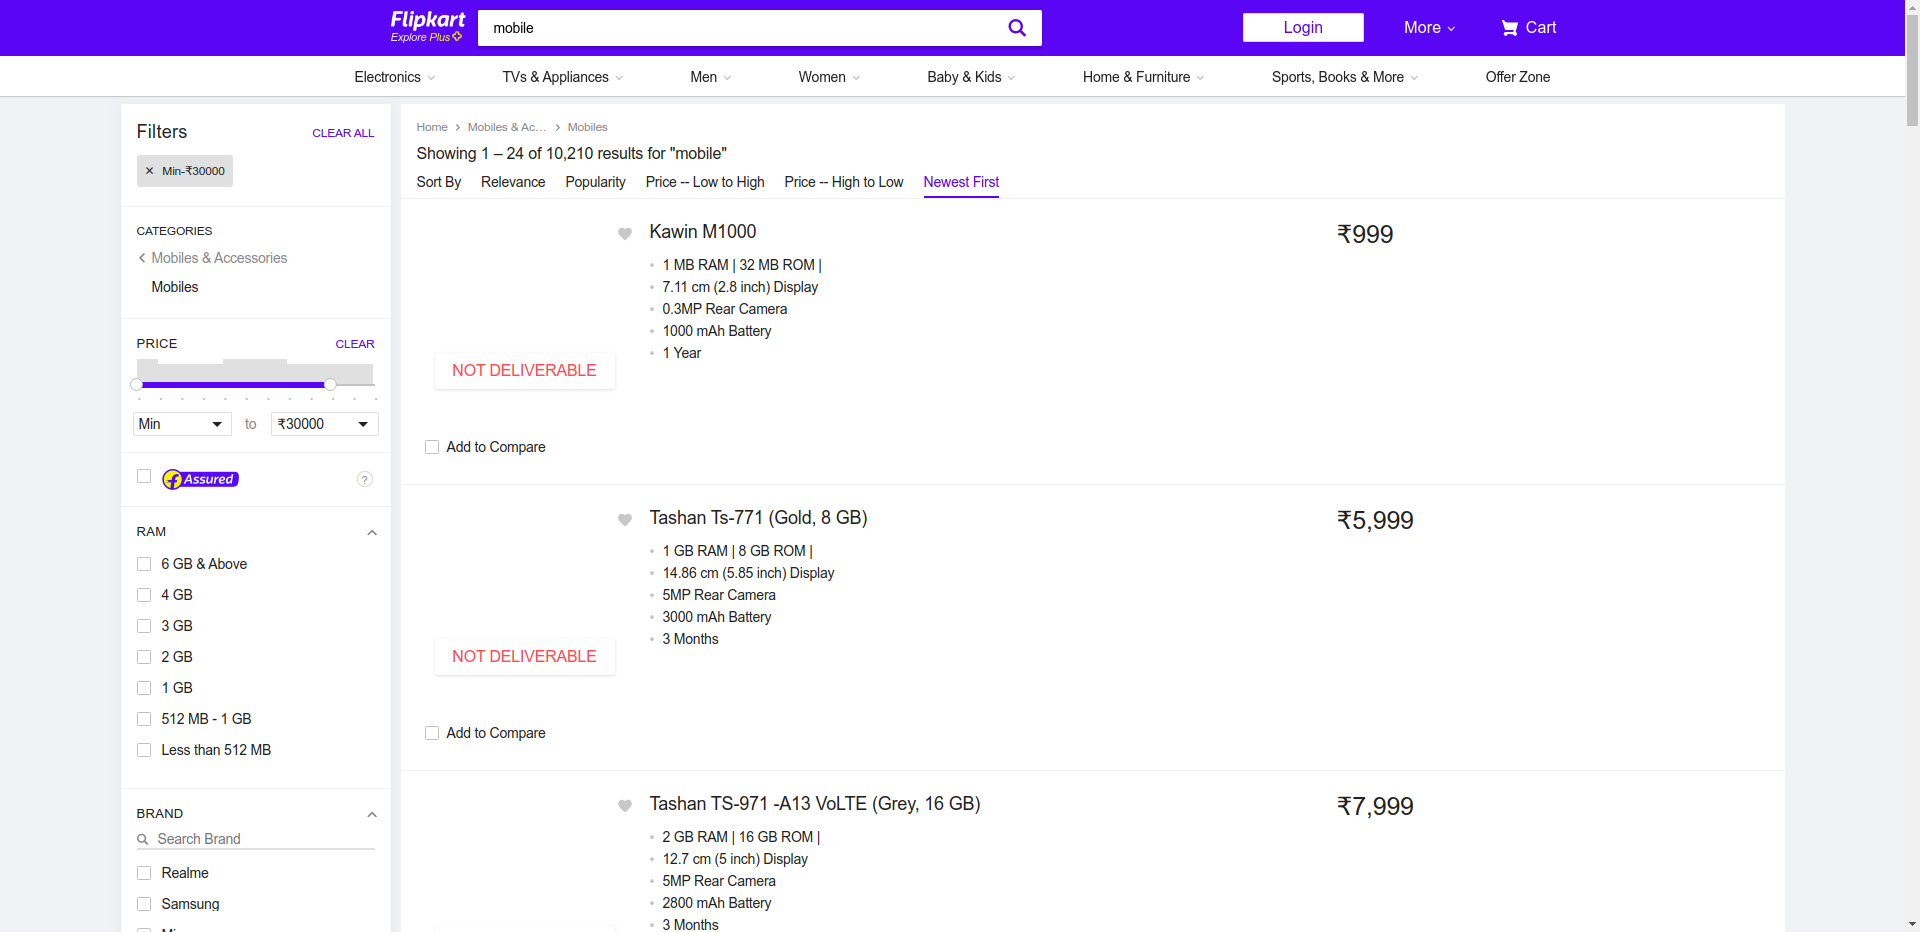 Flipkart
Explore Plus
mobile
Login
More
Cart
Electronics
TVs & Appliances
Men
Women
Baby & Kids
Home & Furniture
Sports, Books & More
Offer Zone
Filters
CLEAR ALL
✕ Min-₹30000
CATEGORIES
Mobiles & Accessories
Mobiles
PRICE
CLEAR
Min
to
₹30000
Assured
?
RAM
6 GB & Above
4 GB
3 GB
2 GB
1 GB
512 MB - 1 GB
Less than 512 MB
BRAND
Search Brand
Realme
Samsung
Home
Mobiles & Ac...
Mobiles
Showing 1 – 24 of 10,210 results for "mobile"
Sort By
Relevance
Popularity
Price -- Low to High
Price -- High to Low
Newest First
Kawin M1000
₹999
1 MB RAM | 32 MB ROM |
7.11 cm (2.8 inch) Display
0.3MP Rear Camera
1000 mAh Battery
1 Year
NOT DELIVERABLE
Add to Compare
Tashan Ts-771 (Gold, 8 GB)
₹5,999
1 GB RAM | 8 GB ROM |
14.86 cm (5.85 inch) Display
5MP Rear Camera
3000 mAh Battery
3 Months
NOT DELIVERABLE
Add to Compare
Tashan TS-971 -A13 VoLTE (Grey, 16 GB)
₹7,999
2 GB RAM | 16 GB ROM |
12.7 cm (5 inch) Display
5MP Rear Camera
2800 mAh Battery
3 Months